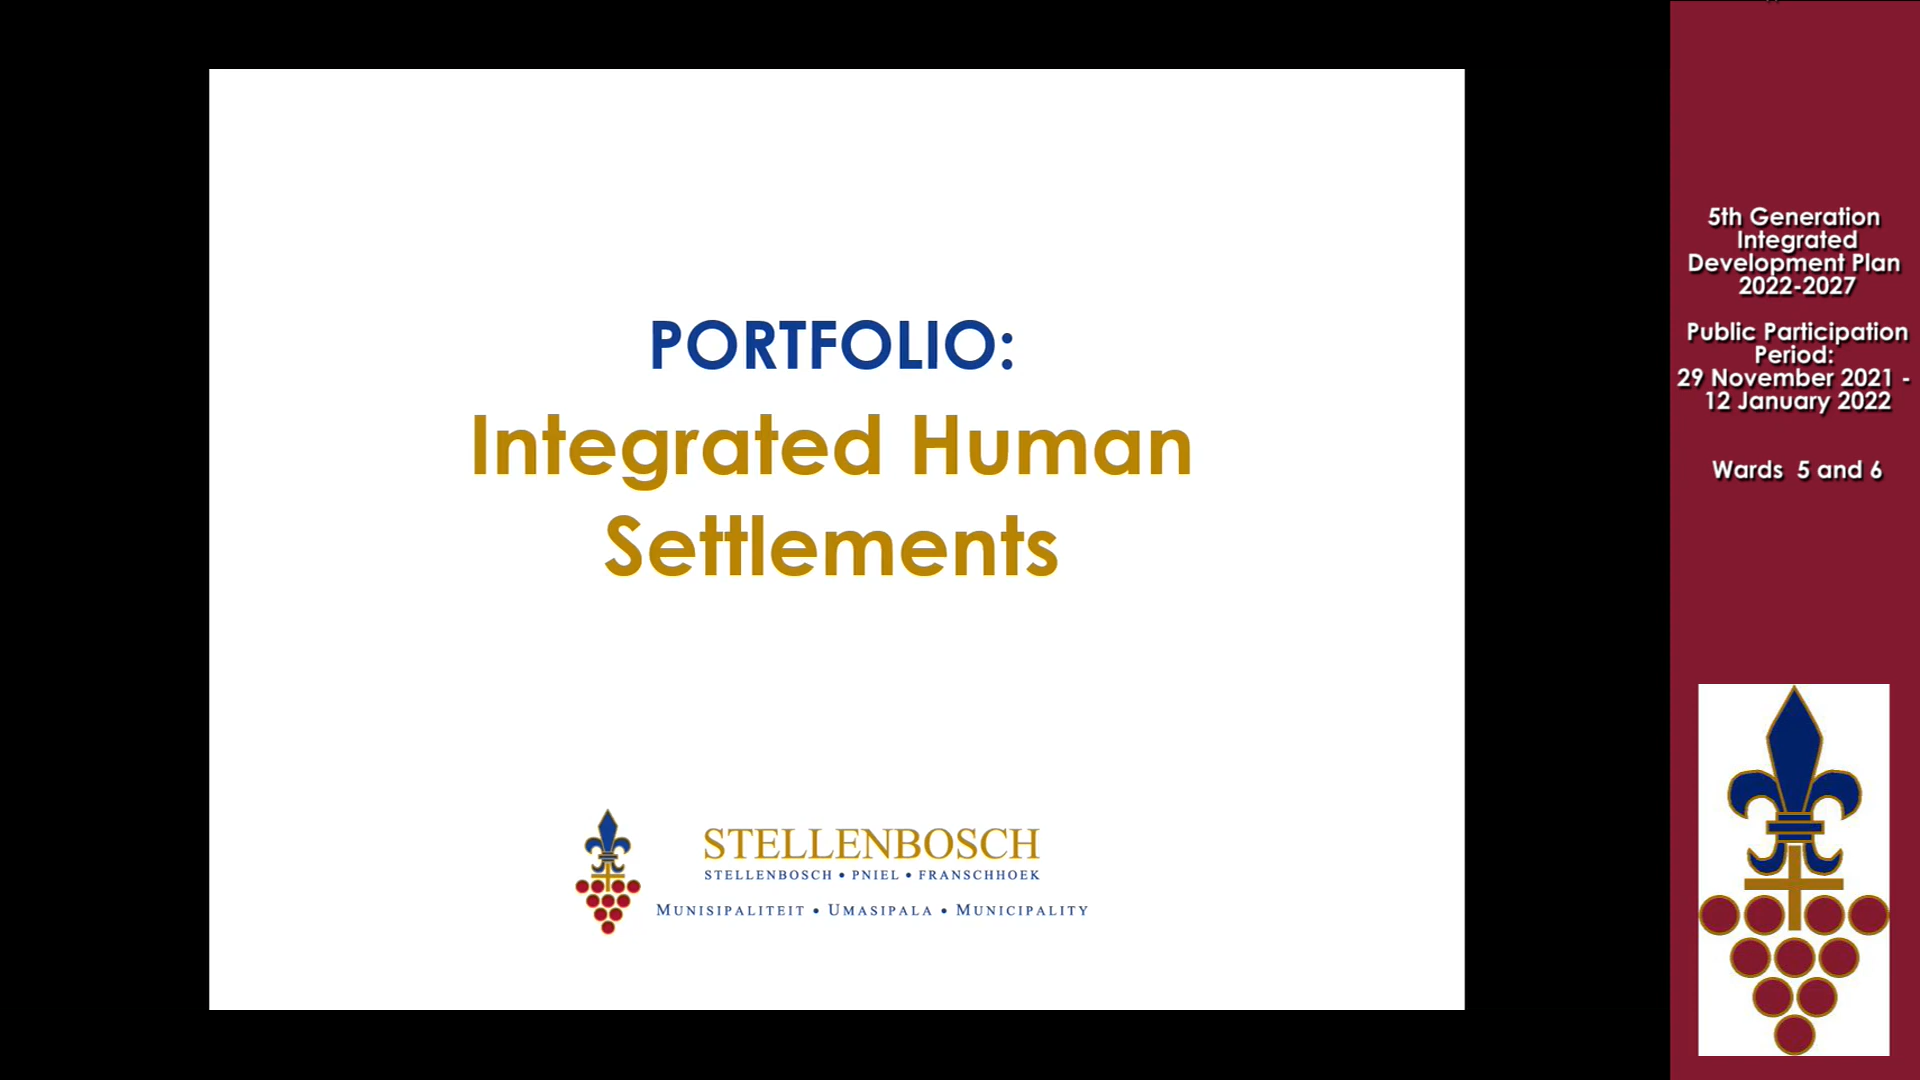 PORTFOLIO:
Integrated Human
Settlements
STELLENBOSCH
STELLENBOSCH • PNIEL • FRANSCHHOEK
MUNISIPALITEIT • UMASIPALA • MUNICIPALITY
5th Generation
Integrated
Development Plan
2022-2027
Public Participation
Period:
29 November 2021 -
12 January 2022
Wards 5 and 6